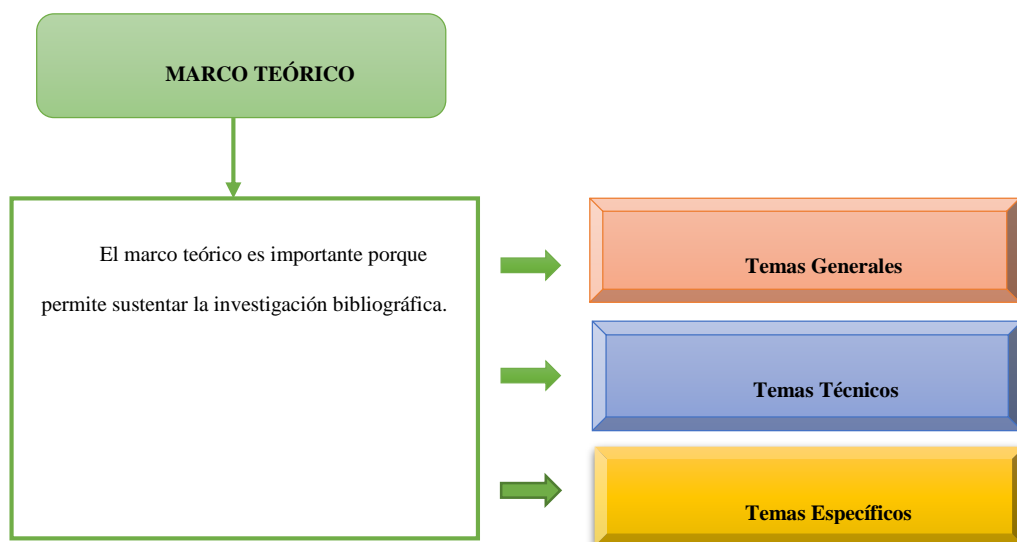 MARCO TEÓRICO
El marco teórico es importante porque
permite sustentar la investigación bibliográfica.
Temas Generales
Temas Técnicos
Temas Específicos